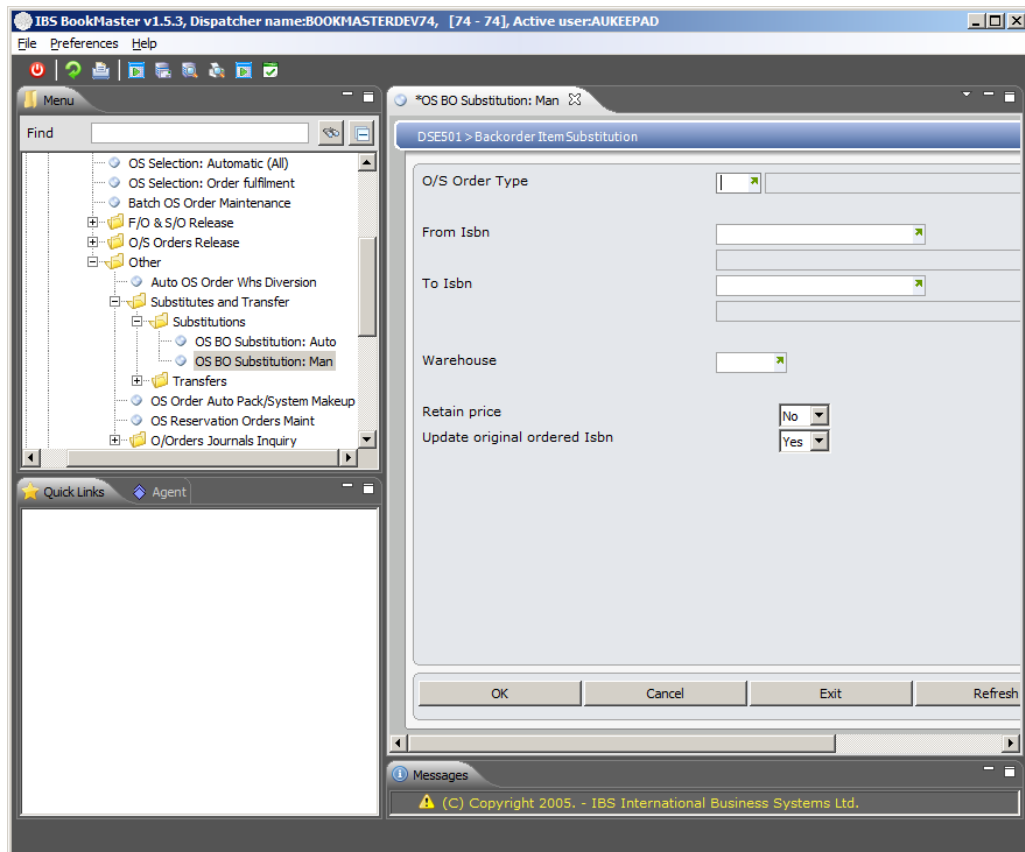 IBS BookMaster v1.5.3, Dispatcher name:BOOKMASTERDEV74, [74 - 74], Active user:AUKEEPAD
File Preferences Help
Menu
Find
OS Selection: Automatic (All)
OS Selection: Order fulfilment
Batch OS Order Maintenance
F/O & S/O Release
O/S Orders Release
Other
Auto OS Order Whs Diversion
Substitutes and Transfer
Substitutions
OS BO Substitution: Auto
OS BO Substitution: Man
Transfers
OS Order Auto Pack/System Makeup
OS Reservation Orders Maint
O/Orders Journals Inquiry
Quick Links Agent
*OS BO Substitution: Man
DSE501 > Backorder Item Substitution
O/S Order Type
From Isbn
To Isbn
Warehouse
Retain price No
Update original ordered Isbn Yes
OK Cancel Exit Refresh
Messages
(C) Copyright 2005. - IBS International Business Systems Ltd.